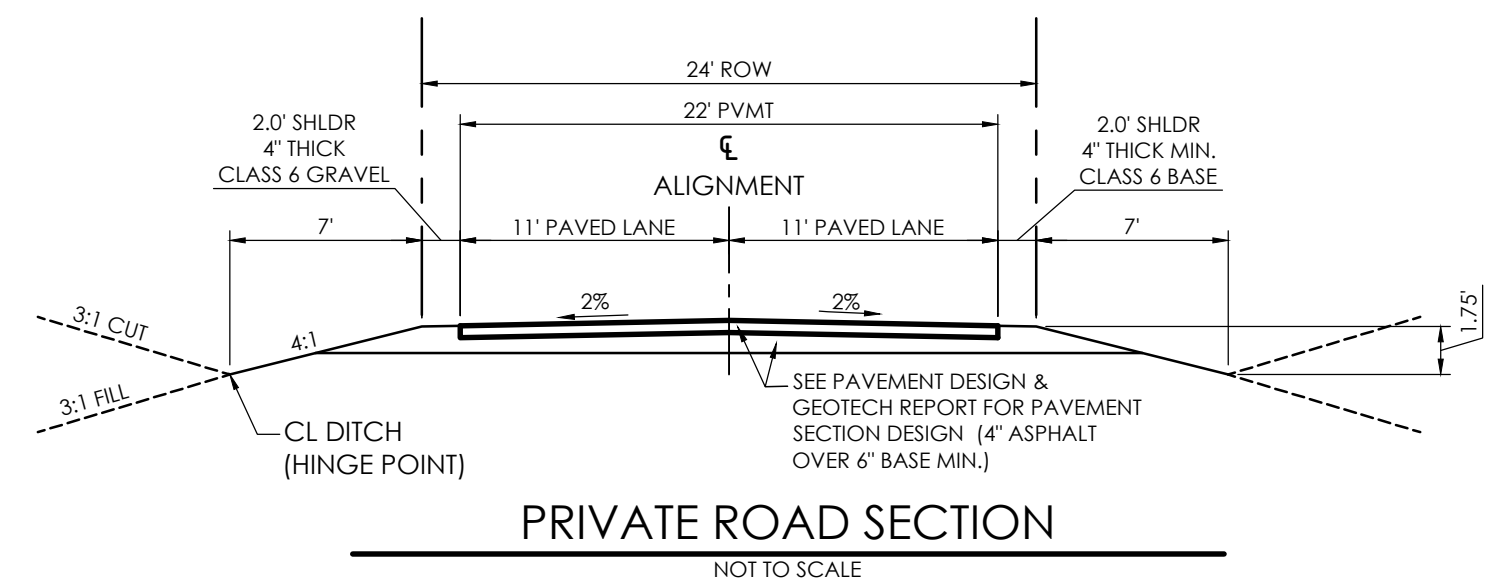 24' ROW
22' PVMT
2.0' SHLDR
4" THICK
CLASS 6 GRAVEL
℄
ALIGNMENT
2.0' SHLDR
4" THICK MIN.
CLASS 6 BASE
7'
11' PAVED LANE
11' PAVED LANE
7'
3:1 CUT
4:1
2%
2%
1.75'
3:1 FILL
CL DITCH
(HINGE POINT)
SEE PAVEMENT DESIGN &
GEOTECH REPORT FOR PAVEMENT
SECTION DESIGN (4" ASPHALT
OVER 6" BASE MIN.)
PRIVATE ROAD SECTION
NOT TO SCALE